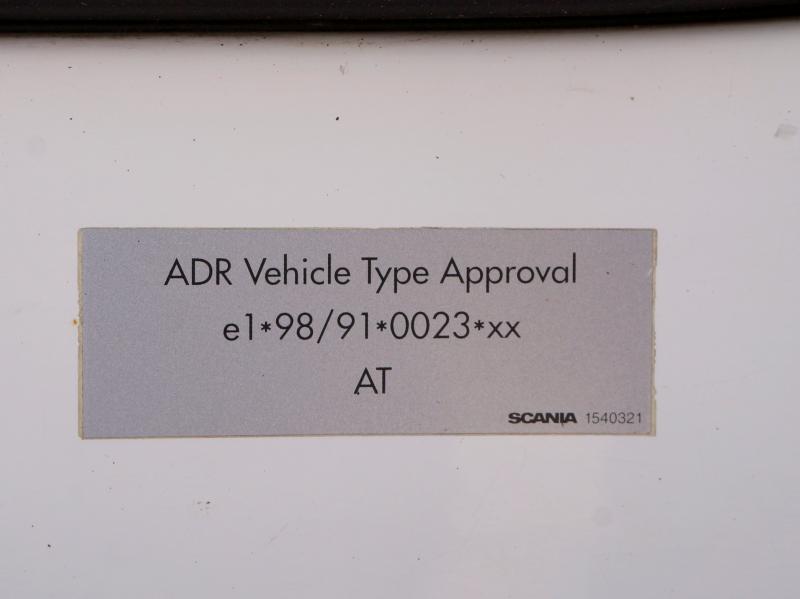 ADR Vehicle Type Approval
e1*98/91*0023*xx
AT
SCANIA 1540321